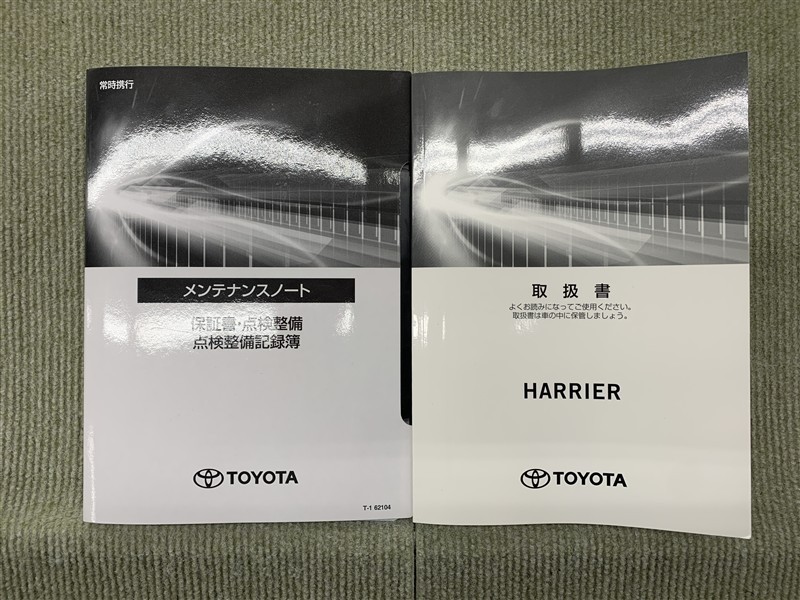 常時携行
メンテナンスノート
保証書・点検整備
点検整備記録簿
TOYOTA
T-1 62104
取扱書
よくお読みになってご使用ください。
取扱書は車の中に保管しましょう。
HARRIER
TOYOTA